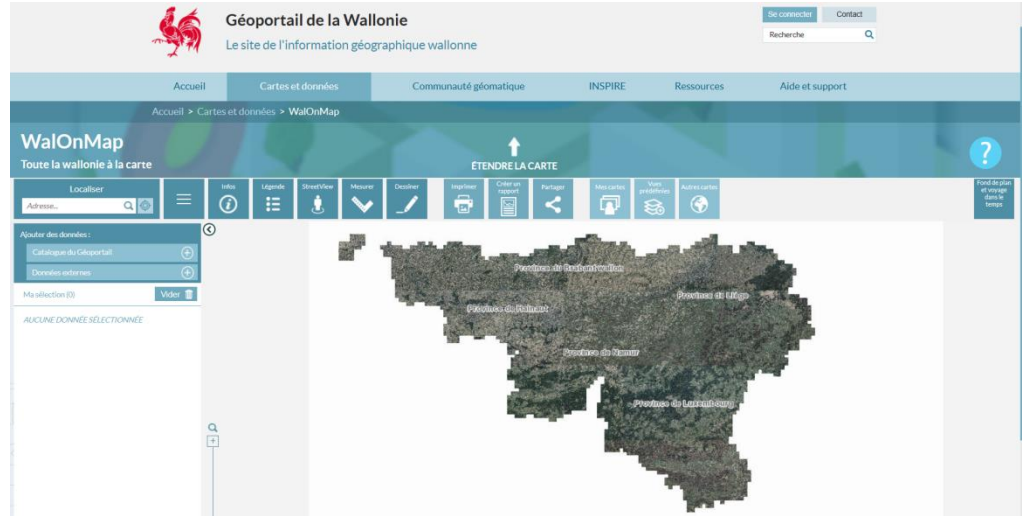 Géoportail de la Wallonie
Le site de l'information géographique wallonne
Se connecter
Contact
Recherche
Accueil
Cartes et données
Communauté géomatique
INSPIRE
Ressources
Aide et support
Accueil > Cartes et données > WalOnMap
WalOnMap
Toute la wallonie à la carte
ÉTENDRE LA CARTE
?
Localiser
Adresse...
Infos
Légende
StreetView
Mesurer
Dessiner
Imprimer
Créer un
rapport
Partager
Mes cartes
Vues
prédéfinies
Autres cartes
Fond de plan
et voyage
dans le
temps
Ajouter des données :
Catalogue du Géoportail
Données externes
Ma sélection (0)
Vider
AUCUNE DONNÉE SÉLECTIONNÉE
Province du Brabant wallon
Province de Liège
Province de Hainaut
Province de Namur
Province de Luxembourg